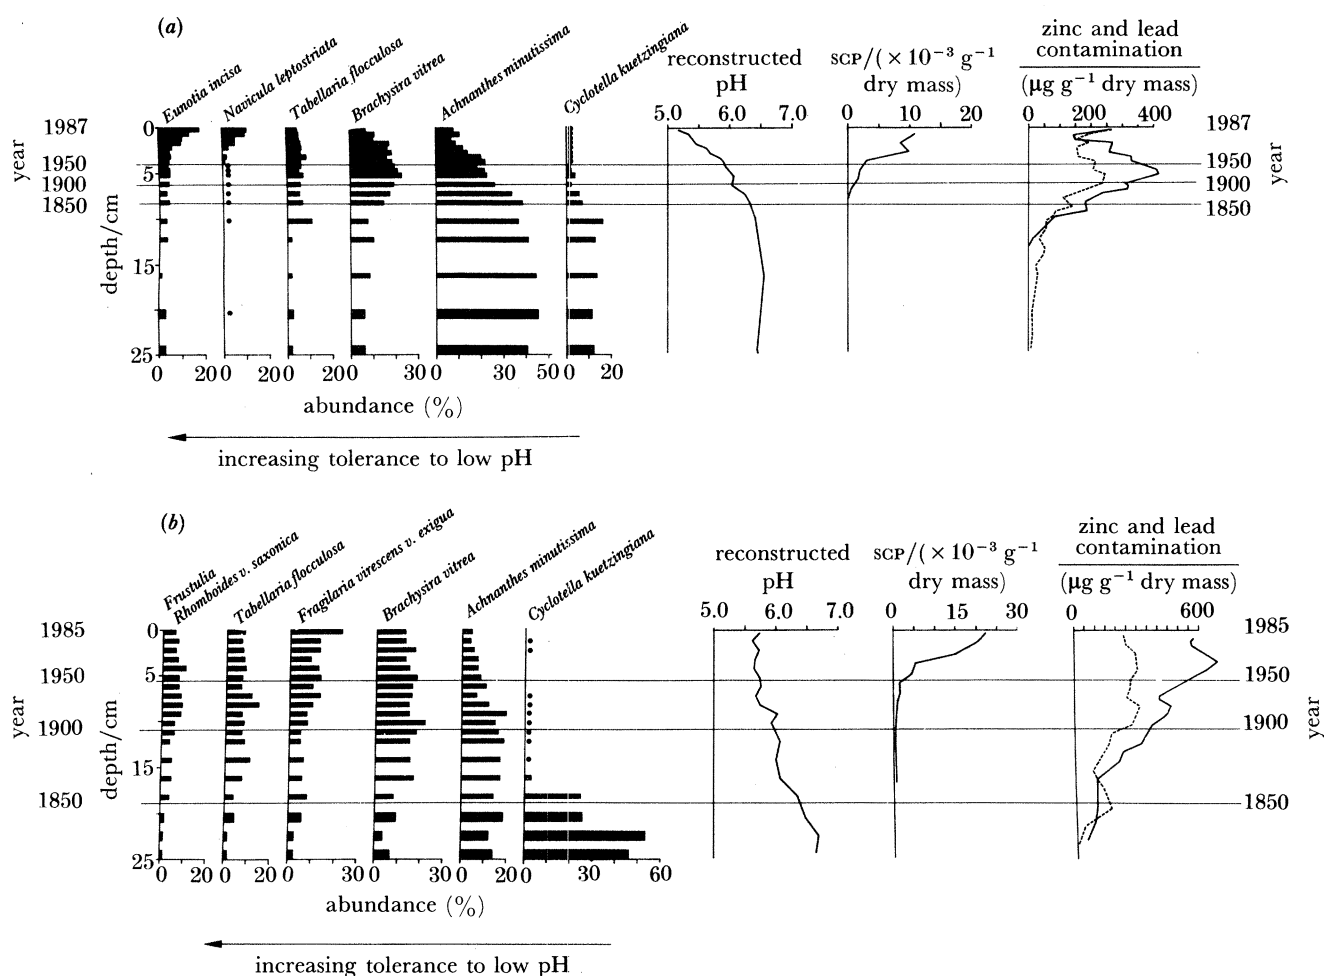 (a)
Eunotia incisa
Navicula leptostriata
Tabellaria flocculosa
Brachysira vitrea
Achnanthes minutissima
Cyclotella kuetzingiana
reconstructed
pH
5.0 6.0 7.0
SCP/(× 10⁻³ g⁻¹
dry mass)
0 10 20
zinc and lead
contamination
(µg g⁻¹ dry mass)
0 200 400
year
1987
1950
1900
1850
depth/cm
0
5
15
25
1987
1950
1900
1850
year
0 20 0 20 0 20 0 30 0 30 50 0 20
abundance (%)
increasing tolerance to low pH
(b)
Frustulia
Rhomboides v. saxonica
Tabellaria flocculosa
Fragilaria virescens v. exigua
Brachysira vitrea
Achnanthes minutissima
Cyclotella kuetzingiana
reconstructed
pH
5.0 6.0 7.0
SCP/(× 10⁻³ g⁻¹
dry mass)
0 15 30
zinc and lead
contamination
(µg g⁻¹ dry mass)
0 600
year
1985
1950
1900
1850
depth/cm
0
5
15
25
1985
1950
1900
1850
year
0 20 0 20 0 30 0 30 0 20 0 30 60
abundance (%)
increasing tolerance to low pH